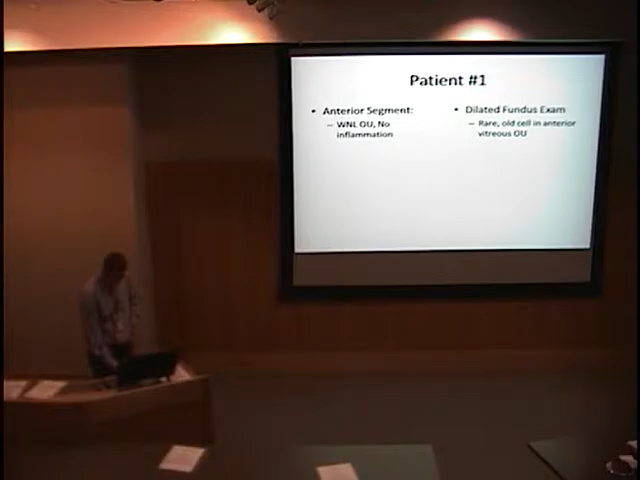 Patient #1
• Anterior Segment:
– WNL OU, No
inflammation
• Dilated Fundus Exam
– Rare, old cell in anterior
vitreous OU